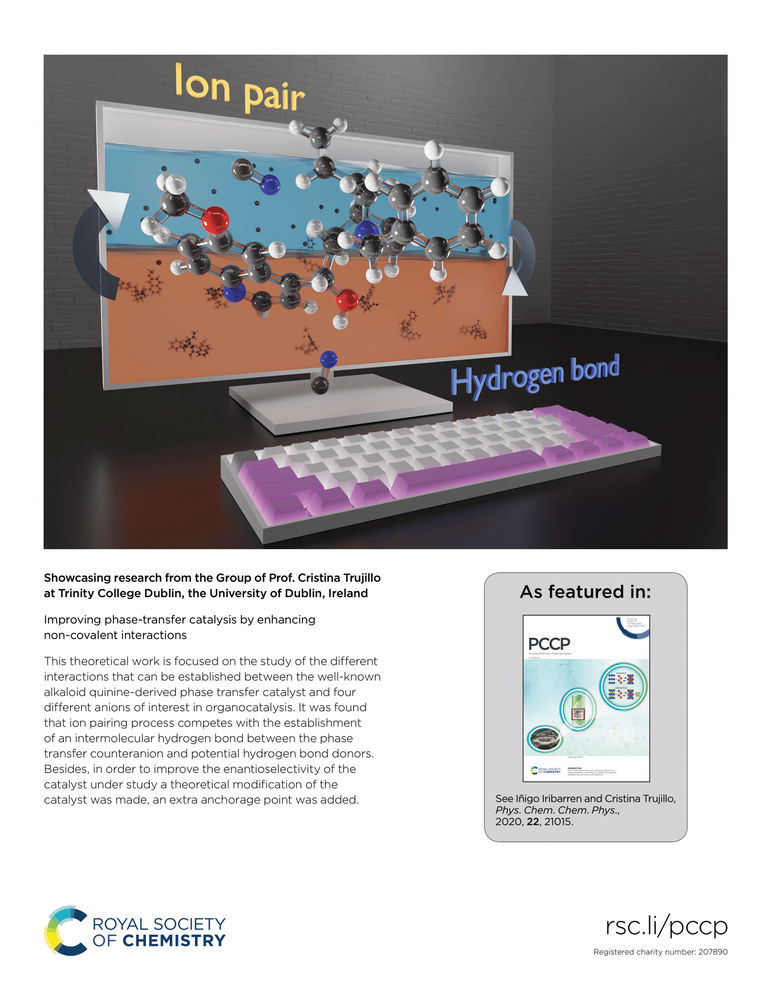 Ion pair
Hydrogen bond
Showcasing research from the Group of Prof. Cristina Trujillo
at Trinity College Dublin, the University of Dublin, Ireland
Improving phase-transfer catalysis by enhancing
non-covalent interactions
This theoretical work is focused on the study of the different
interactions that can be established between the well-known
alkaloid quinine-derived phase transfer catalyst and four
different anions of interest in organocatalysis. It was found
that ion pairing process competes with the establishment
of an intermolecular hydrogen bond between the phase
transfer counteranion and potential hydrogen bond donors.
Besides, in order to improve the enantioselectivity of the
catalyst under study a theoretical modification of the
catalyst was made, an extra anchorage point was added.
As featured in:
PCCP
See Iñigo Iribarren and Cristina Trujillo,
Phys. Chem. Chem. Phys.,
2020, 22, 21015.
ROYAL SOCIETY
OF CHEMISTRY
rsc.li/pccp
Registered charity number: 207890